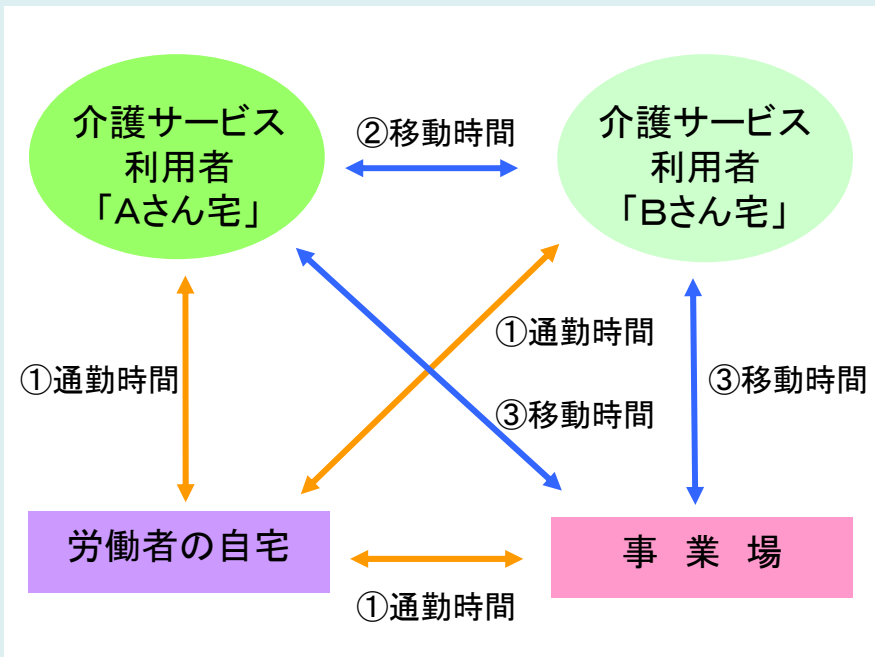 介護サービス
利用者
「Aさん宅」
②移動時間
介護サービス
利用者
「Bさん宅」
①通勤時間
①通勤時間
③移動時間
③移動時間
労働者の自宅
①通勤時間
事　業　場